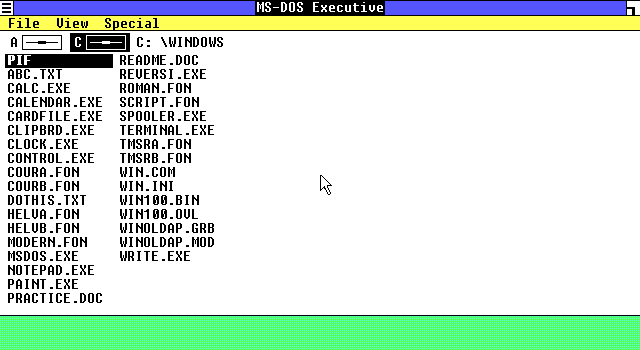 MS-DOS Executive
File View Special
A C C: \WINDOWS
PIF
ABC.TXT
CALC.EXE
CALENDAR.EXE
CARDFILE.EXE
CLIPBRD.EXE
CLOCK.EXE
CONTROL.EXE
COURA.FON
COURB.FON
DOTHIS.TXT
HELVA.FON
HELVB.FON
MODERN.FON
MSDOS.EXE
NOTEPAD.EXE
PAINT.EXE
PRACTICE.DOC
README.DOC
REVERSI.EXE
ROMAN.FON
SCRIPT.FON
SPOOLER.EXE
TERMINAL.EXE
TMSRA.FON
TMSRB.FON
WIN.COM
WIN.INI
WIN100.BIN
WIN100.OVL
WINOLDAP.GRB
WINOLDAP.MOD
WRITE.EXE